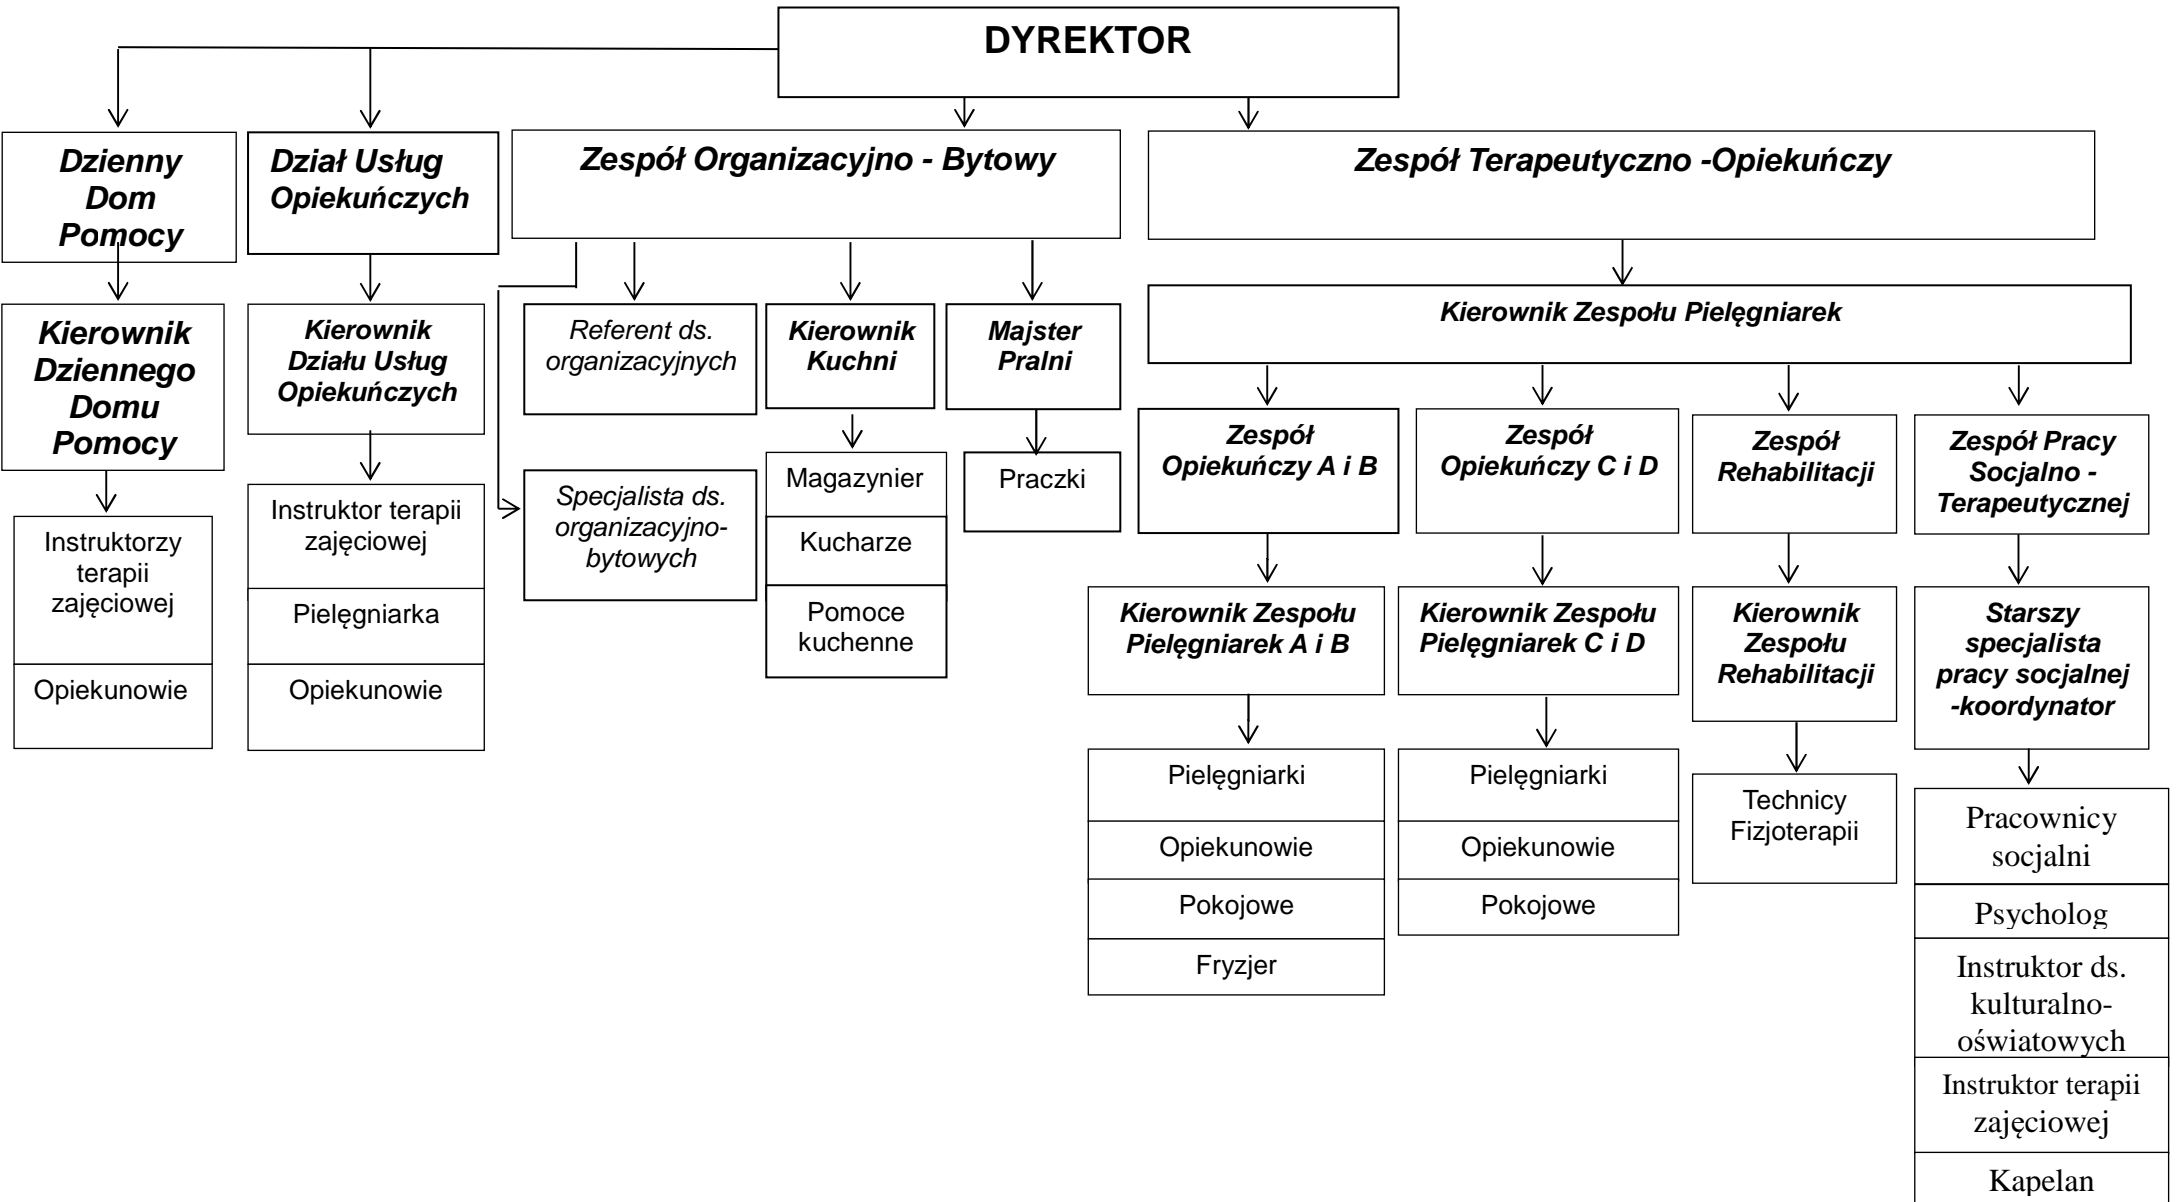 DYREKTOR
Dzienny
Dom
Pomocy
Dział Usług
Opiekuńczych
Zespół Organizacyjno - Bytowy
Zespół Terapeutyczno -Opiekuńczy
Kierownik
Dziennego
Domu
Pomocy
Kierownik
Działu Usług
Opiekuńczych
Referent ds.
organizacyjnych
Kierownik
Kuchni
Majster
Pralni
Kierownik Zespołu Pielęgniarek
Instruktorzy
terapii
zajęciowej
Opiekunowie
Instruktor terapii
zajęciowej
Pielęgniarka
Opiekunowie
Specjalista ds.
organizacyjno-
bytowych
Magazynier
Kucharze
Pomoce
kuchenne
Praczki
Zespół
Opiekuńczy A i B
Zespół
Opiekuńczy C i D
Zespół
Rehabilitacji
Zespół Pracy
Socjalno -
Terapeutycznej
Kierownik Zespołu
Pielęgniarek A i B
Kierownik Zespołu
Pielęgniarek C i D
Kierownik
Zespołu
Rehabilitacji
Starszy
specjalista
pracy socjalnej
-koordynator
Pielęgniarki
Opiekunowie
Pokojowe
Fryzjer
Pielęgniarki
Opiekunowie
Pokojowe
Technicy
Fizjoterapii
Pracownicy
socjalni
Psycholog
Instruktor ds.
kulturalno-
oświatowych
Instruktor terapii
zajęciowej
Kapelan